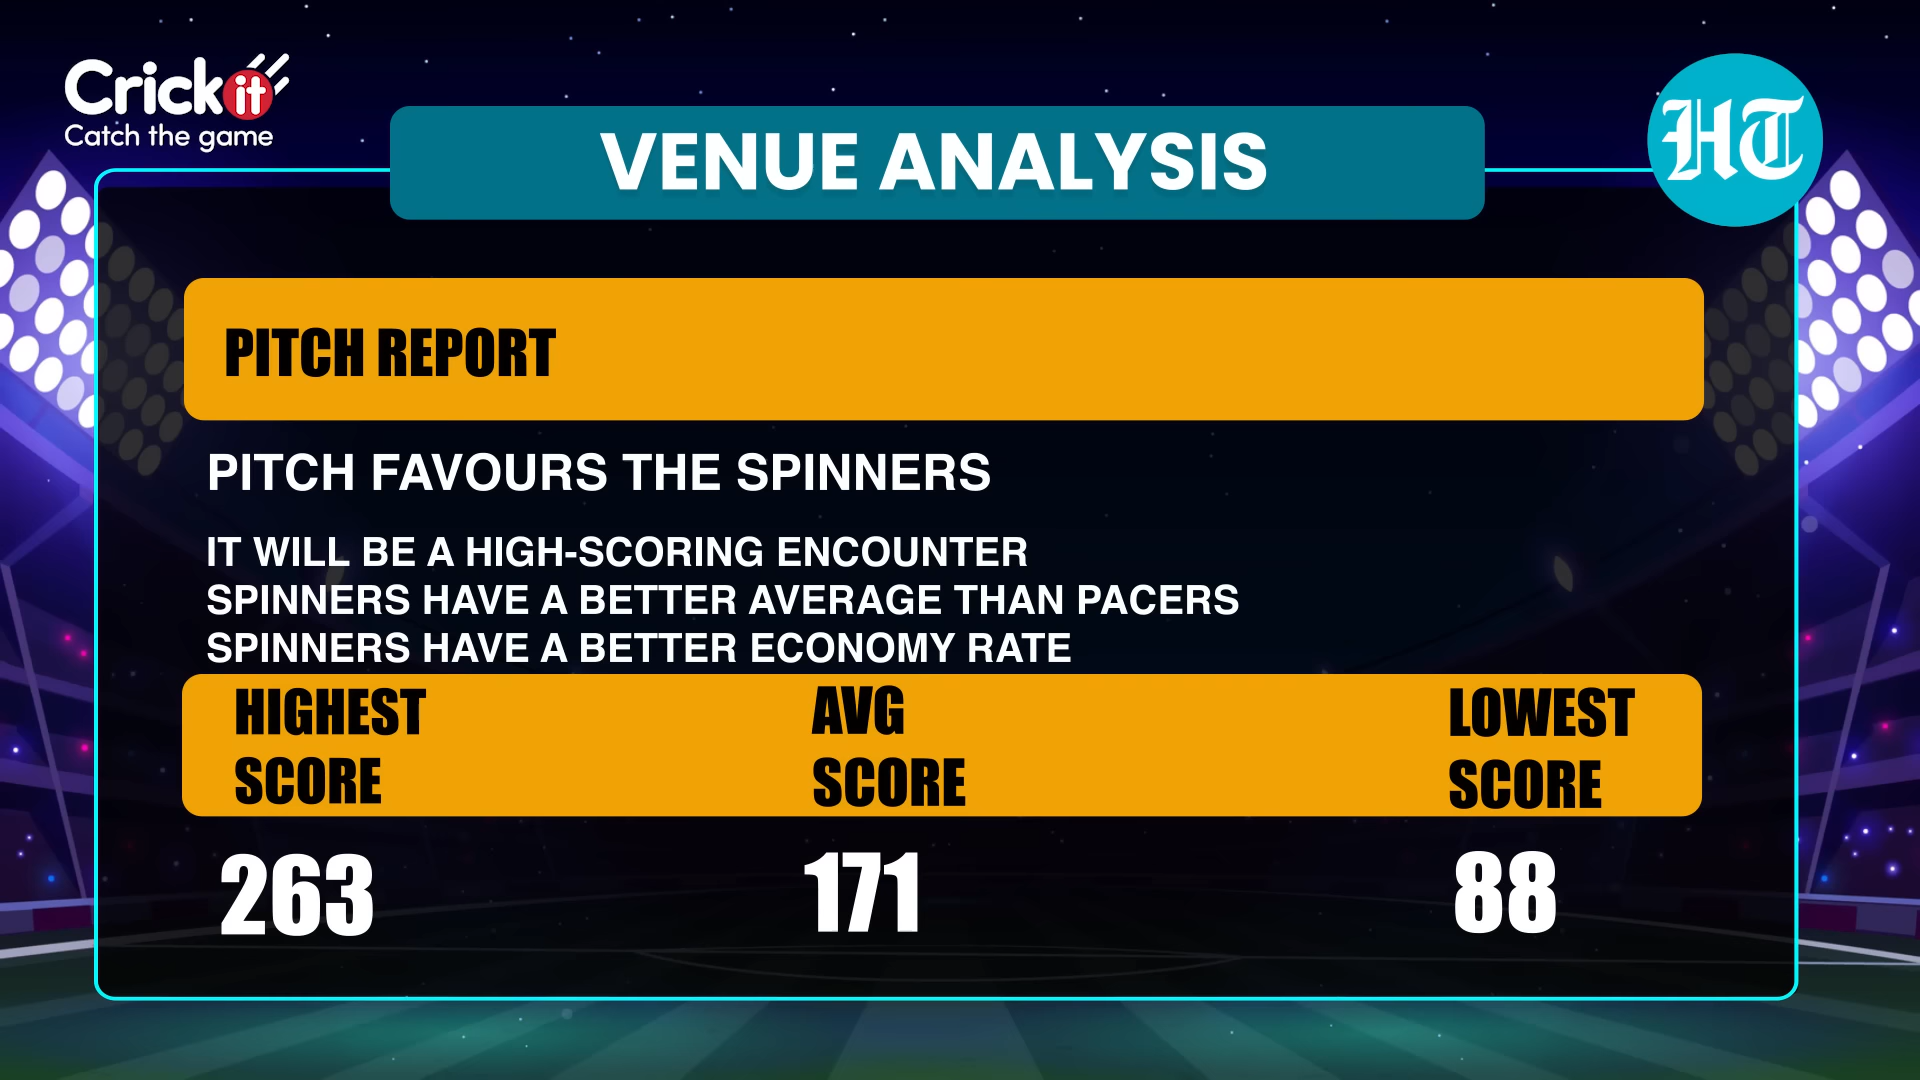 Crickit
Catch the game
HT
VENUE ANALYSIS
PITCH REPORT
PITCH FAVOURS THE SPINNERS
IT WILL BE A HIGH-SCORING ENCOUNTER
SPINNERS HAVE A BETTER AVERAGE THAN PACERS
SPINNERS HAVE A BETTER ECONOMY RATE
HIGHEST SCORE
AVG SCORE
LOWEST SCORE
263
171
88